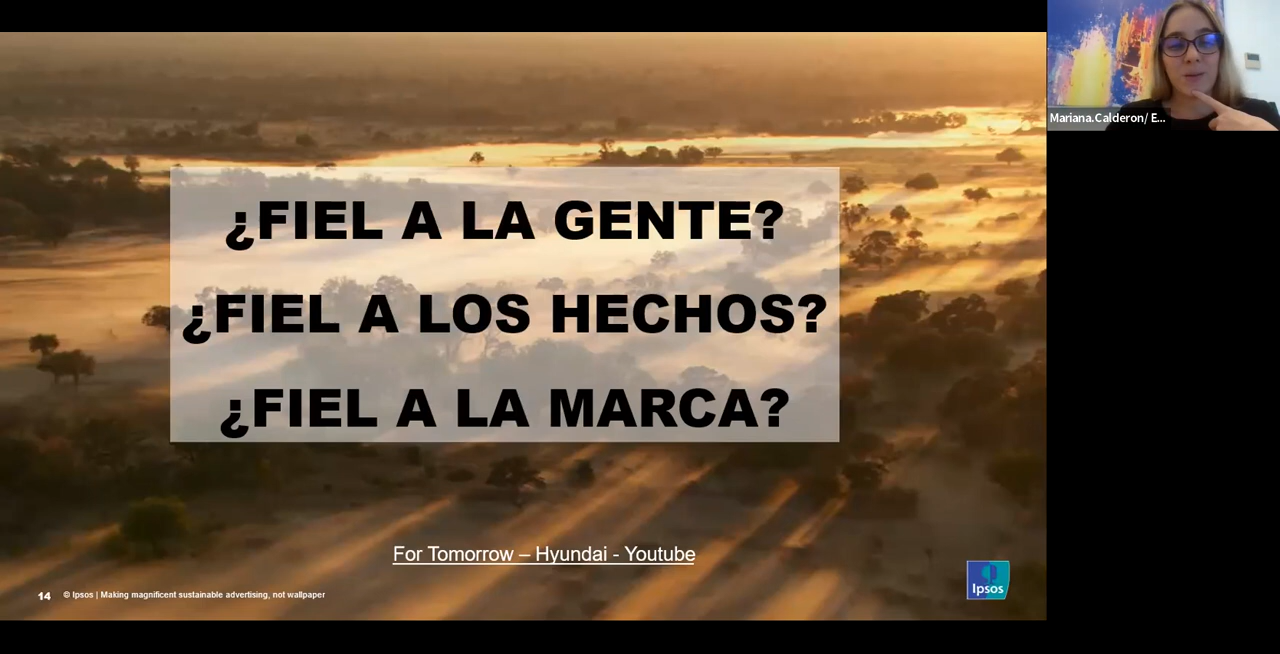 Mariana.Calderon/ E...
¿FIEL A LA GENTE?
¿FIEL A LOS HECHOS?
¿FIEL A LA MARCA?
For Tomorrow – Hyundai - Youtube
14 © Ipsos | Making magnificent sustainable advertising, not wallpaper
Ipsos